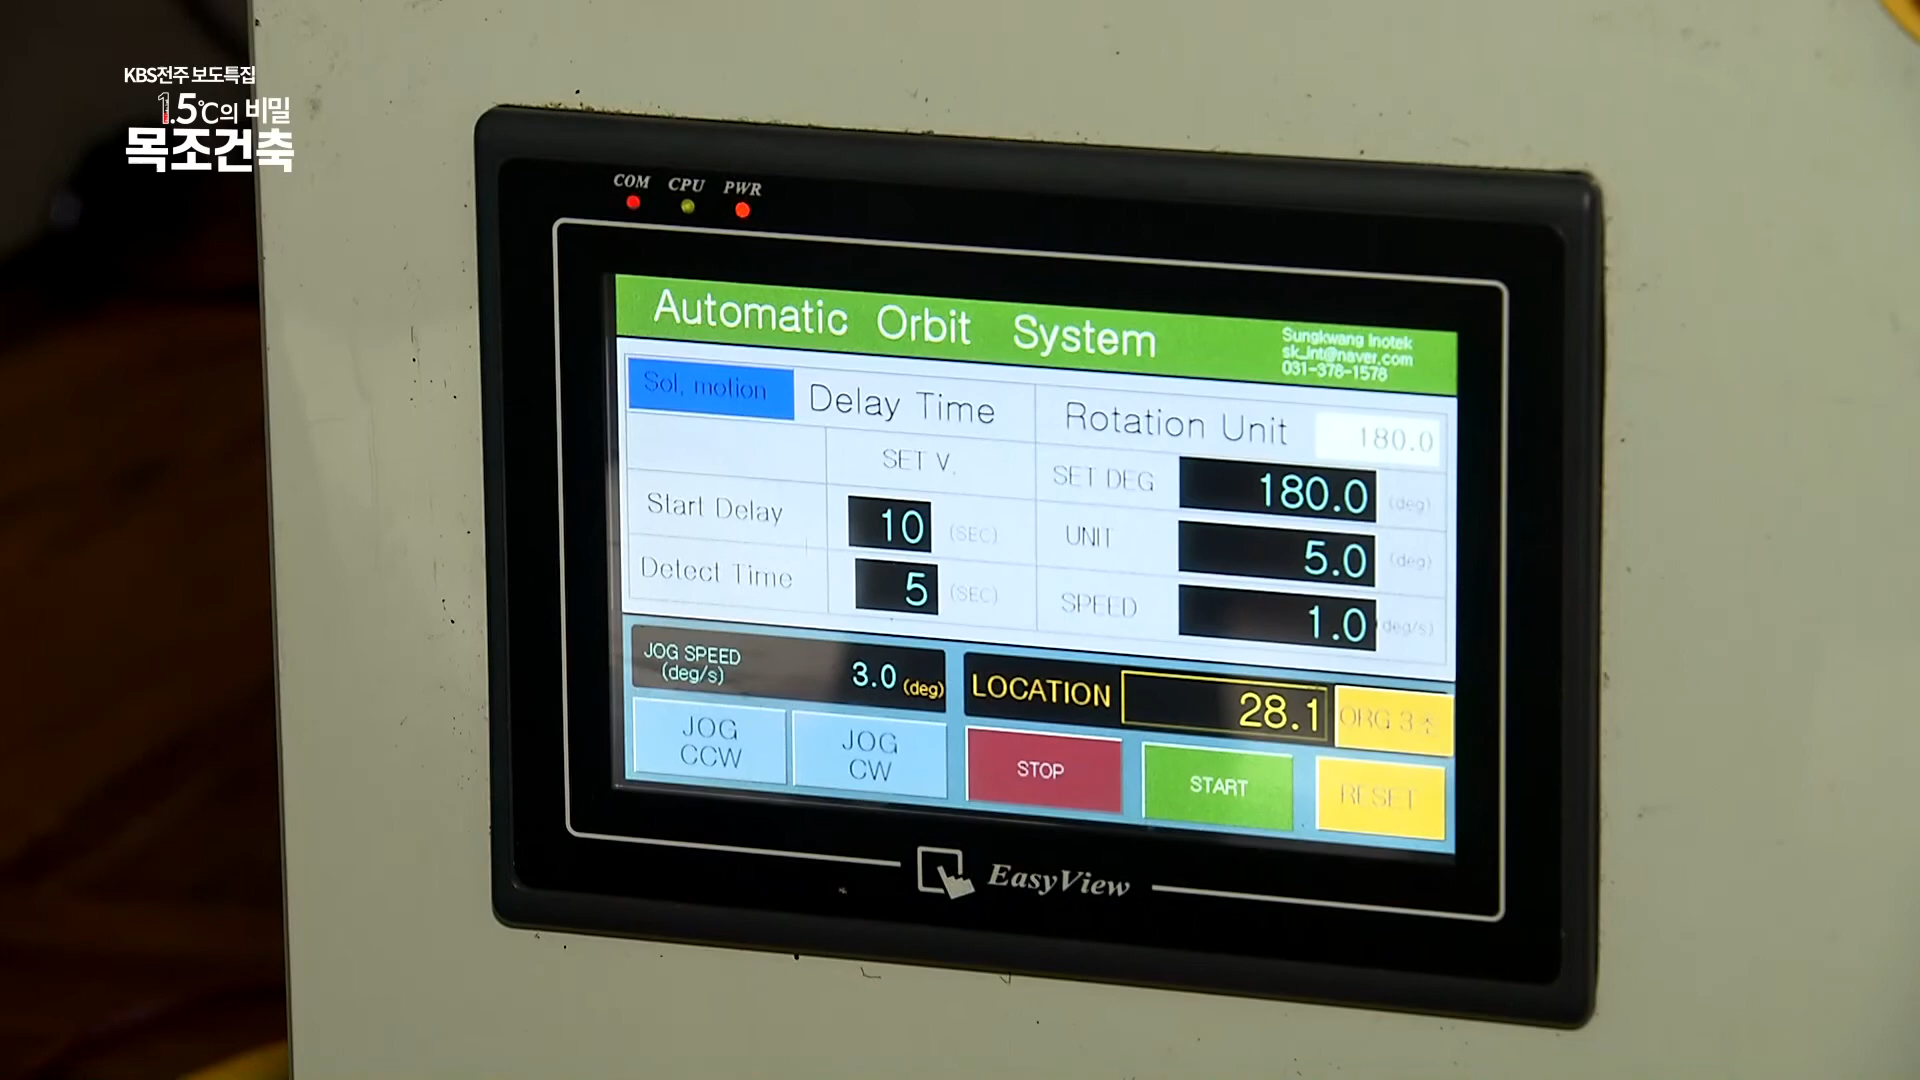 KBS전주 보도특집
1.5℃의 비밀
목조건축
COM CPU PWR
Automatic Orbit System
Sungkwang Inotek
sk_int@naver.com
031-378-1578
Sol, motion
Delay Time
Rotation Unit
180.0
SET V.
SET DEG
180.0
(deg)
Start Delay
10
(SEC)
UNIT
5.0
(deg)
Detect Time
5
(SEC)
SPEED
1.0
(deg/s)
JOG SPEED
(deg/s)
3.0
(deg)
LOCATION
28.1
ORG 3초
JOG
CCW
JOG
CW
STOP
START
RESET
EasyView